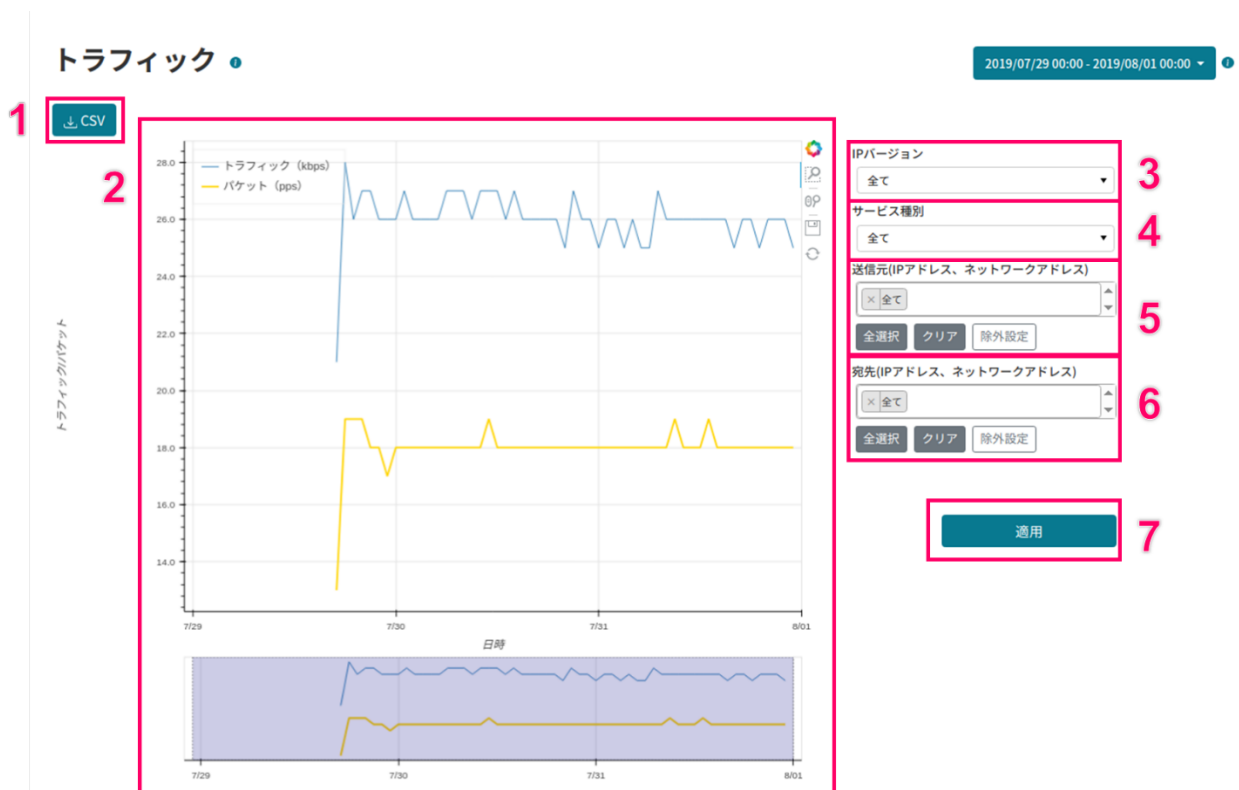 トラフィック
2019/07/29 00:00 - 2019/08/01 00:00
1
CSV
2
トラフィック（kbps）
パケット（pps）
28.0
26.0
24.0
22.0
20.0
18.0
16.0
14.0
トラフィック/パケット
7/29 7/30 7/31 8/01
日時
7/29 7/30 7/31 8/01
IPバージョン
全て
3
サービス種別
全て
4
送信元(IPアドレス、ネットワークアドレス)
× 全て
全選択 クリア 除外設定
5
宛先(IPアドレス、ネットワークアドレス)
× 全て
全選択 クリア 除外設定
6
適用
7